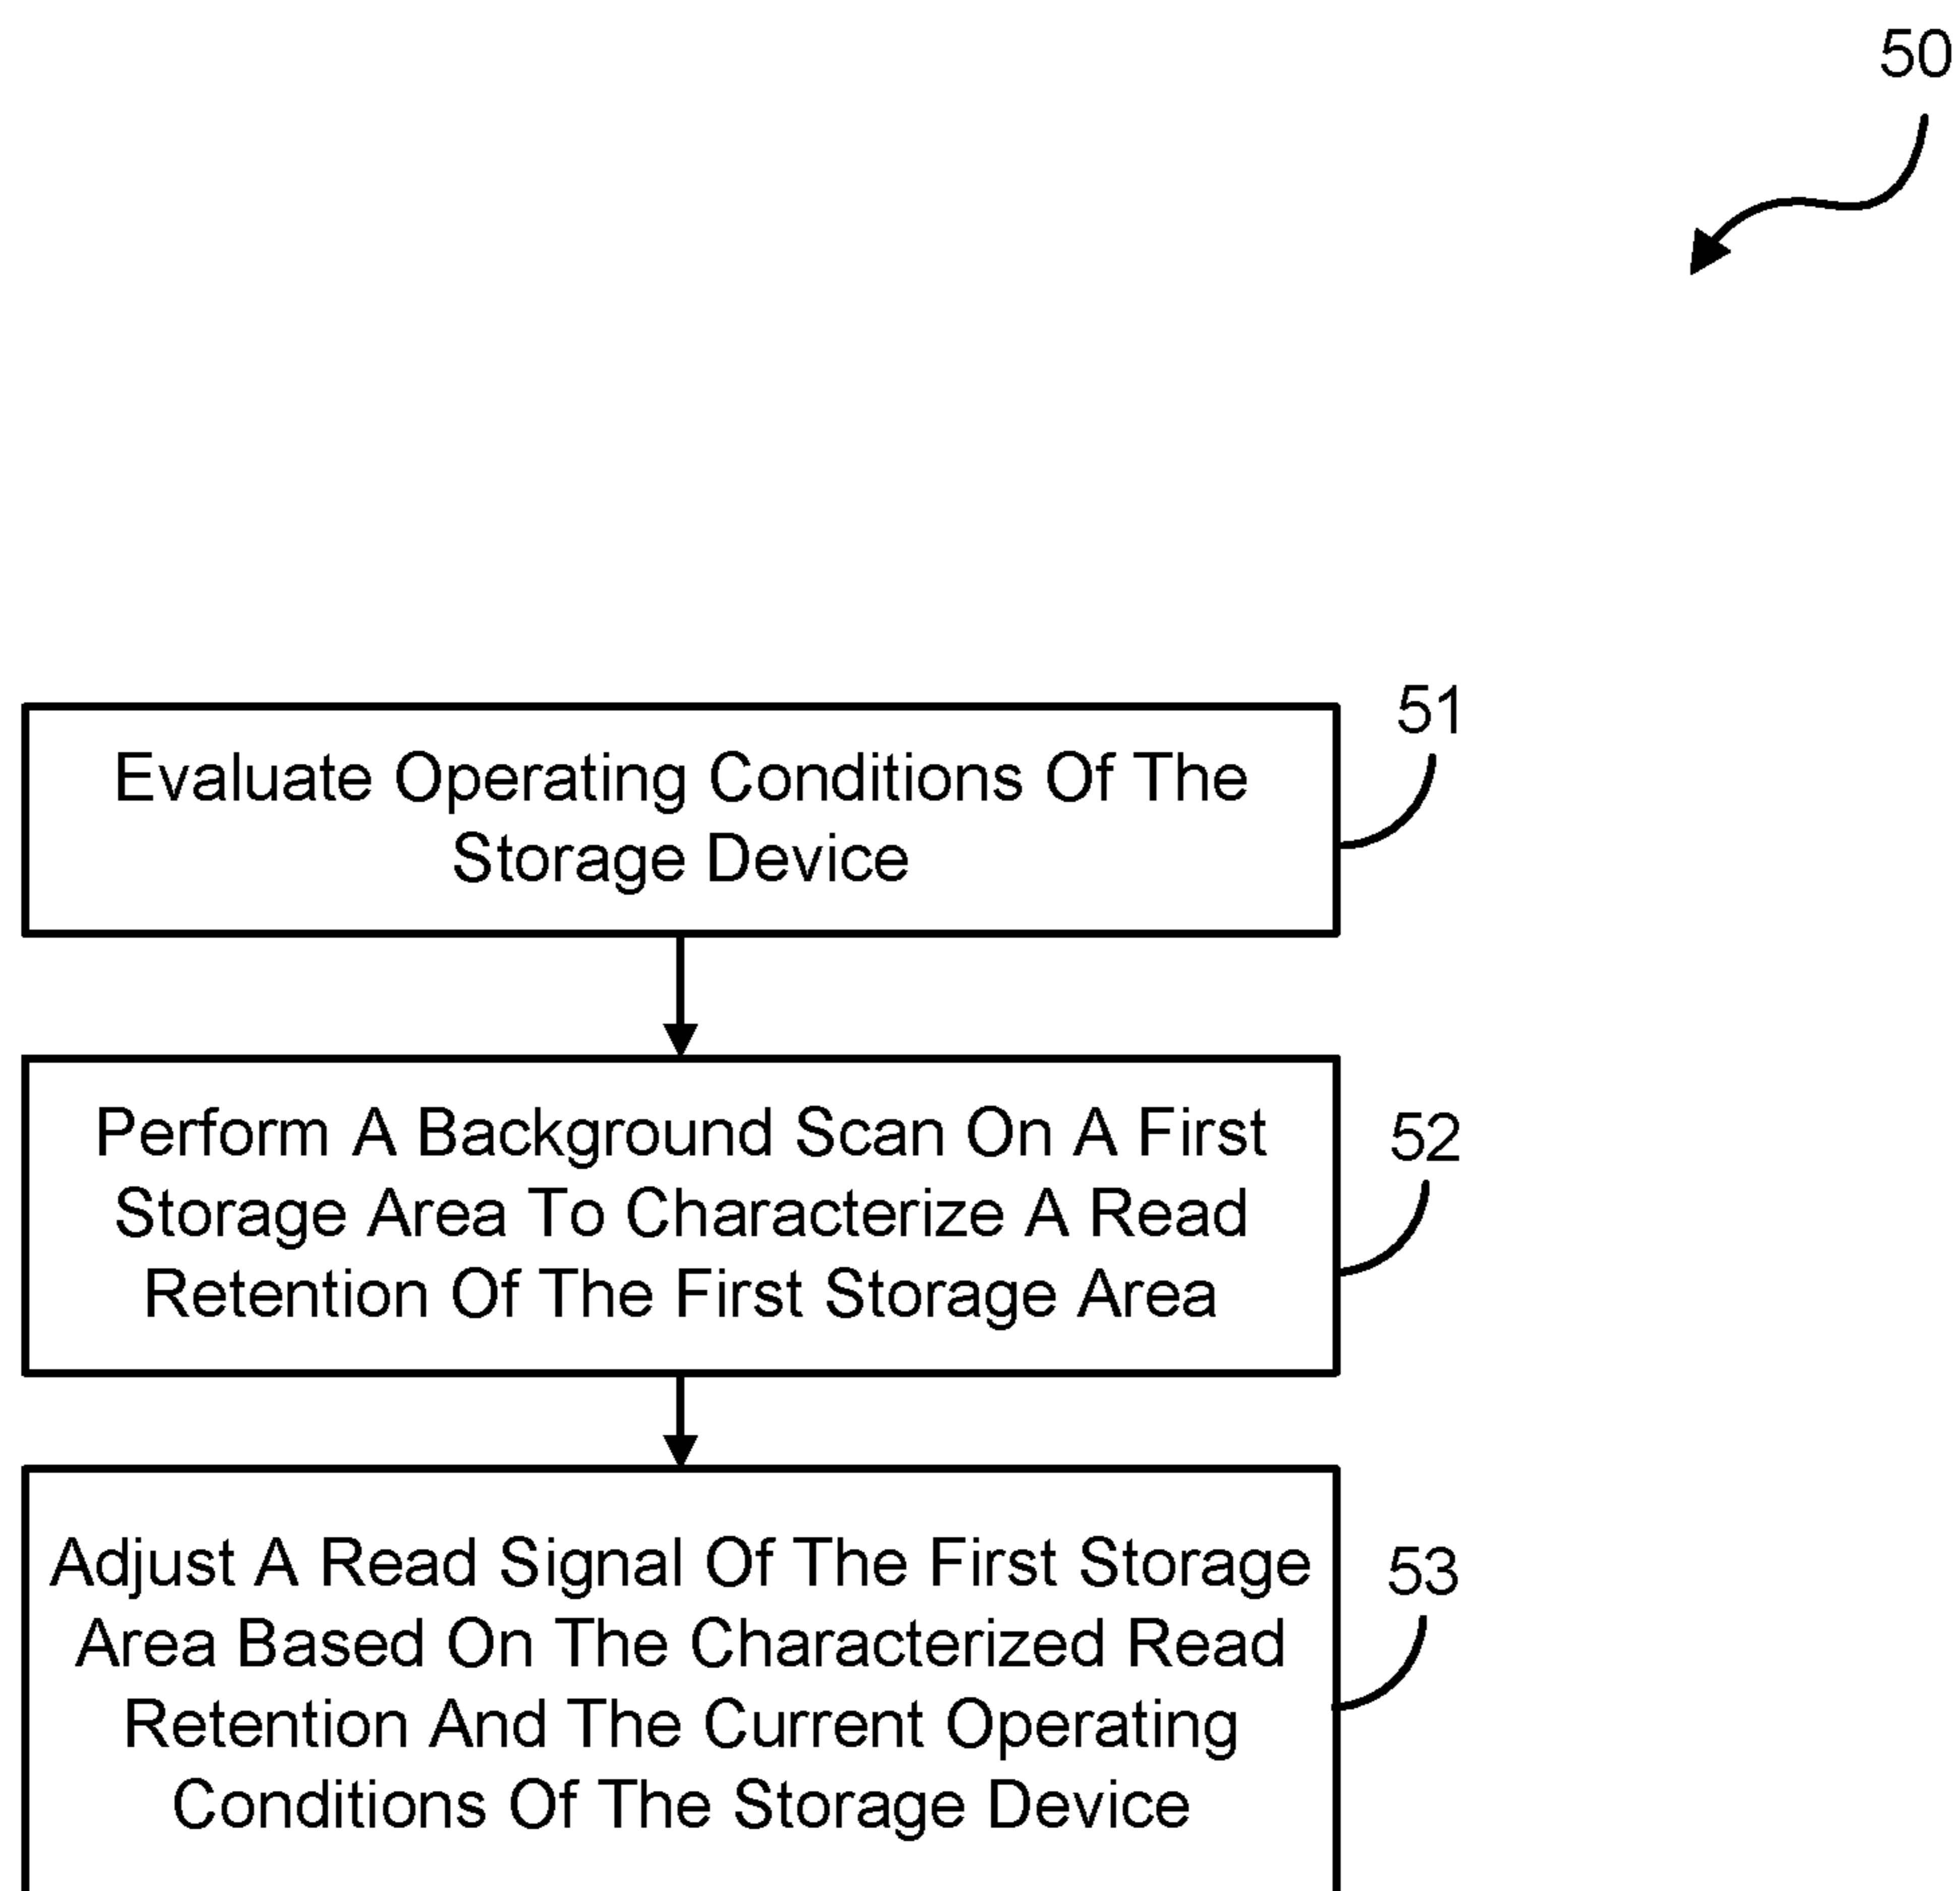 50
51
Evaluate Operating Conditions Of The
Storage Device
52
Perform A Background Scan On A First
Storage Area To Characterize A Read
Retention Of The First Storage Area
53
Adjust A Read Signal Of The First Storage
Area Based On The Characterized Read
Retention And The Current Operating
Conditions Of The Storage Device